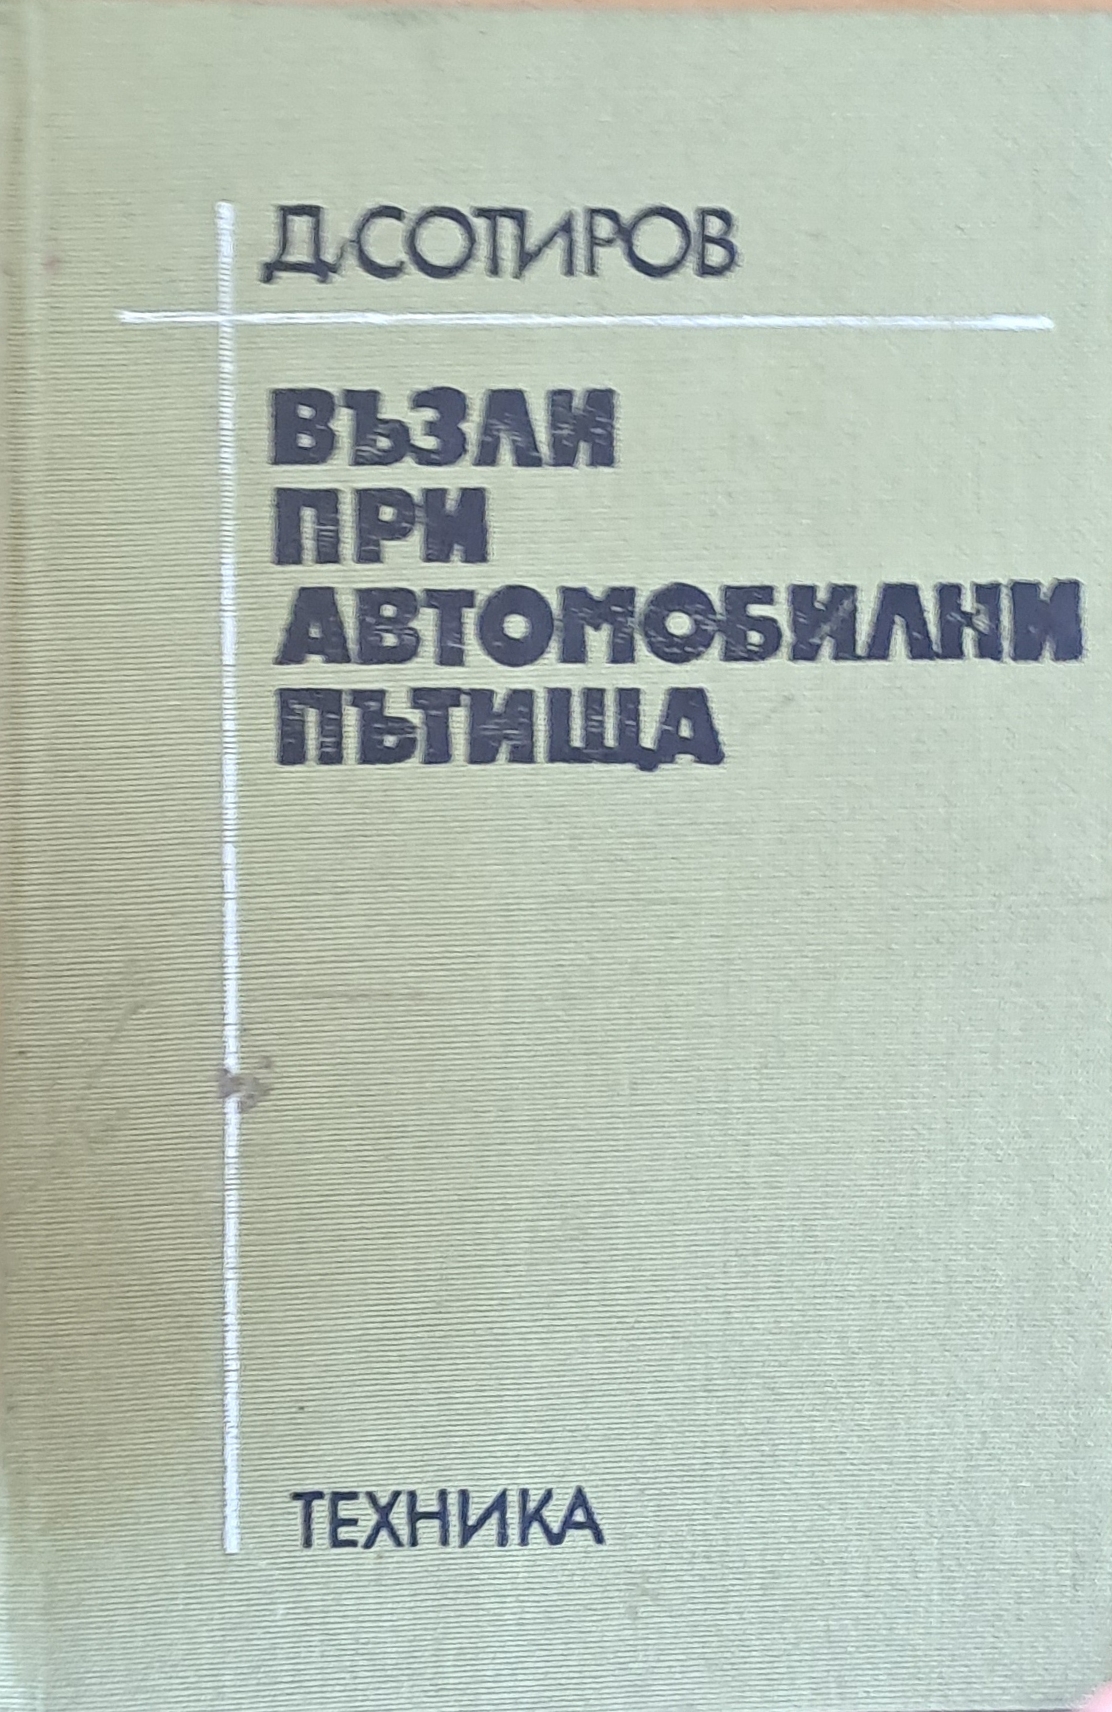 Д. СОТИРОВ
ВЪЗЛИ
ПРИ
АВТОМОБИЛНИ
ПЪТИЩА
ТЕХНИКА